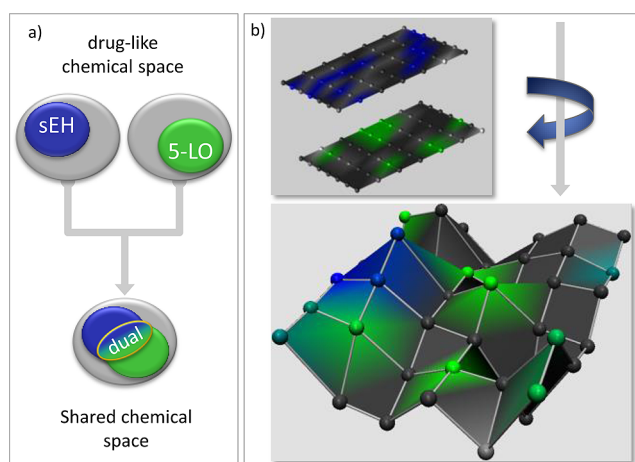 a)
drug-like
chemical space
sEH
5-LO
dual
Shared chemical
space
b)